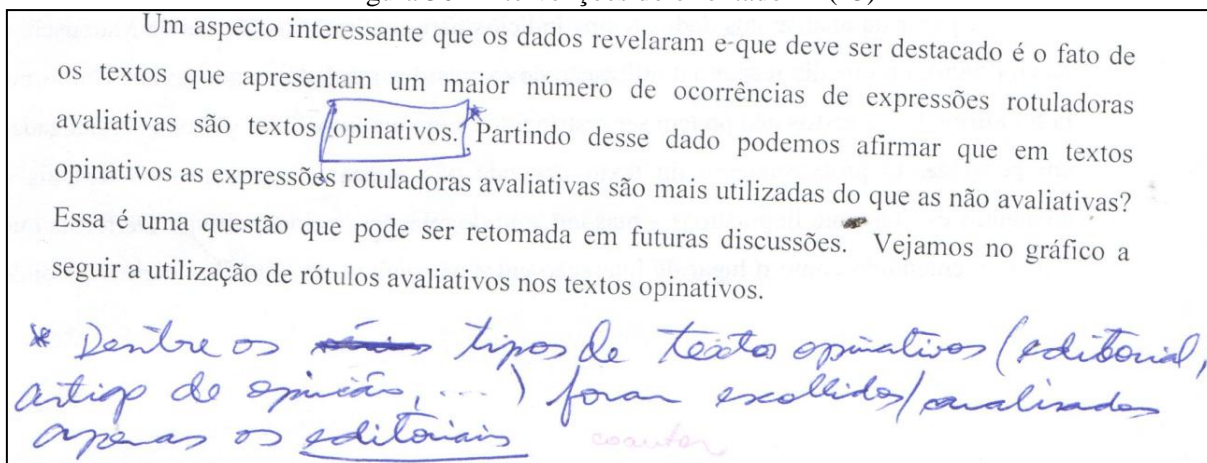 Um aspecto interessante que os dados revelaram e que deve ser destacado é o fato de
os textos que apresentam um maior número de ocorrências de expressões rotuladoras
avaliativas são textos opinativos.* Partindo desse dado podemos afirmar que em textos
opinativos as expressões rotuladoras avaliativas são mais utilizadas do que as não avaliativas?
Essa é uma questão que pode ser retomada em futuras discussões. Vejamos no gráfico a
seguir a utilização de rótulos avaliativos nos textos opinativos.
* Dentre os tipos de textos opinativos (editorial,
artigo de opinião, ...) foram escolhidos/analisados
apenas os editoriais coautor